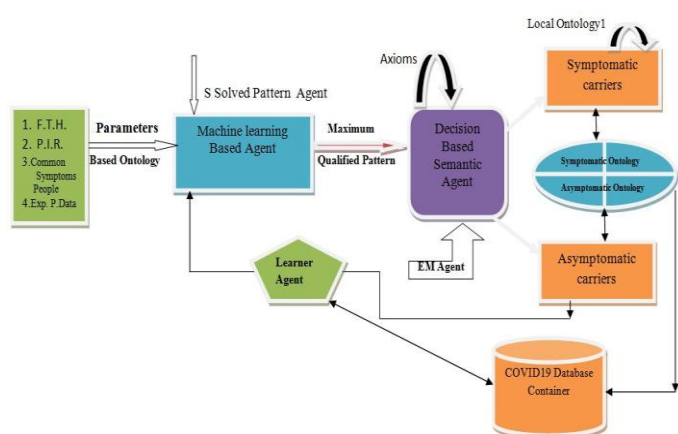 Local Ontology1
Axioms
Symptomatic
carriers
S Solved Pattern Agent
1. F.T.H.
2. P.I.R.
3.Common
Symptoms
People
4.Exp. P.Data
Parameters
Based Ontology
Machine learning
Based Agent
Maximum
Qualified Pattern
Decision
Based
Semantic
Agent
Symptomatic Ontology
Asymptomatic Ontology
EM Agent
Learner
Agent
Asymptomatic
carriers
COVID19 Database
Container